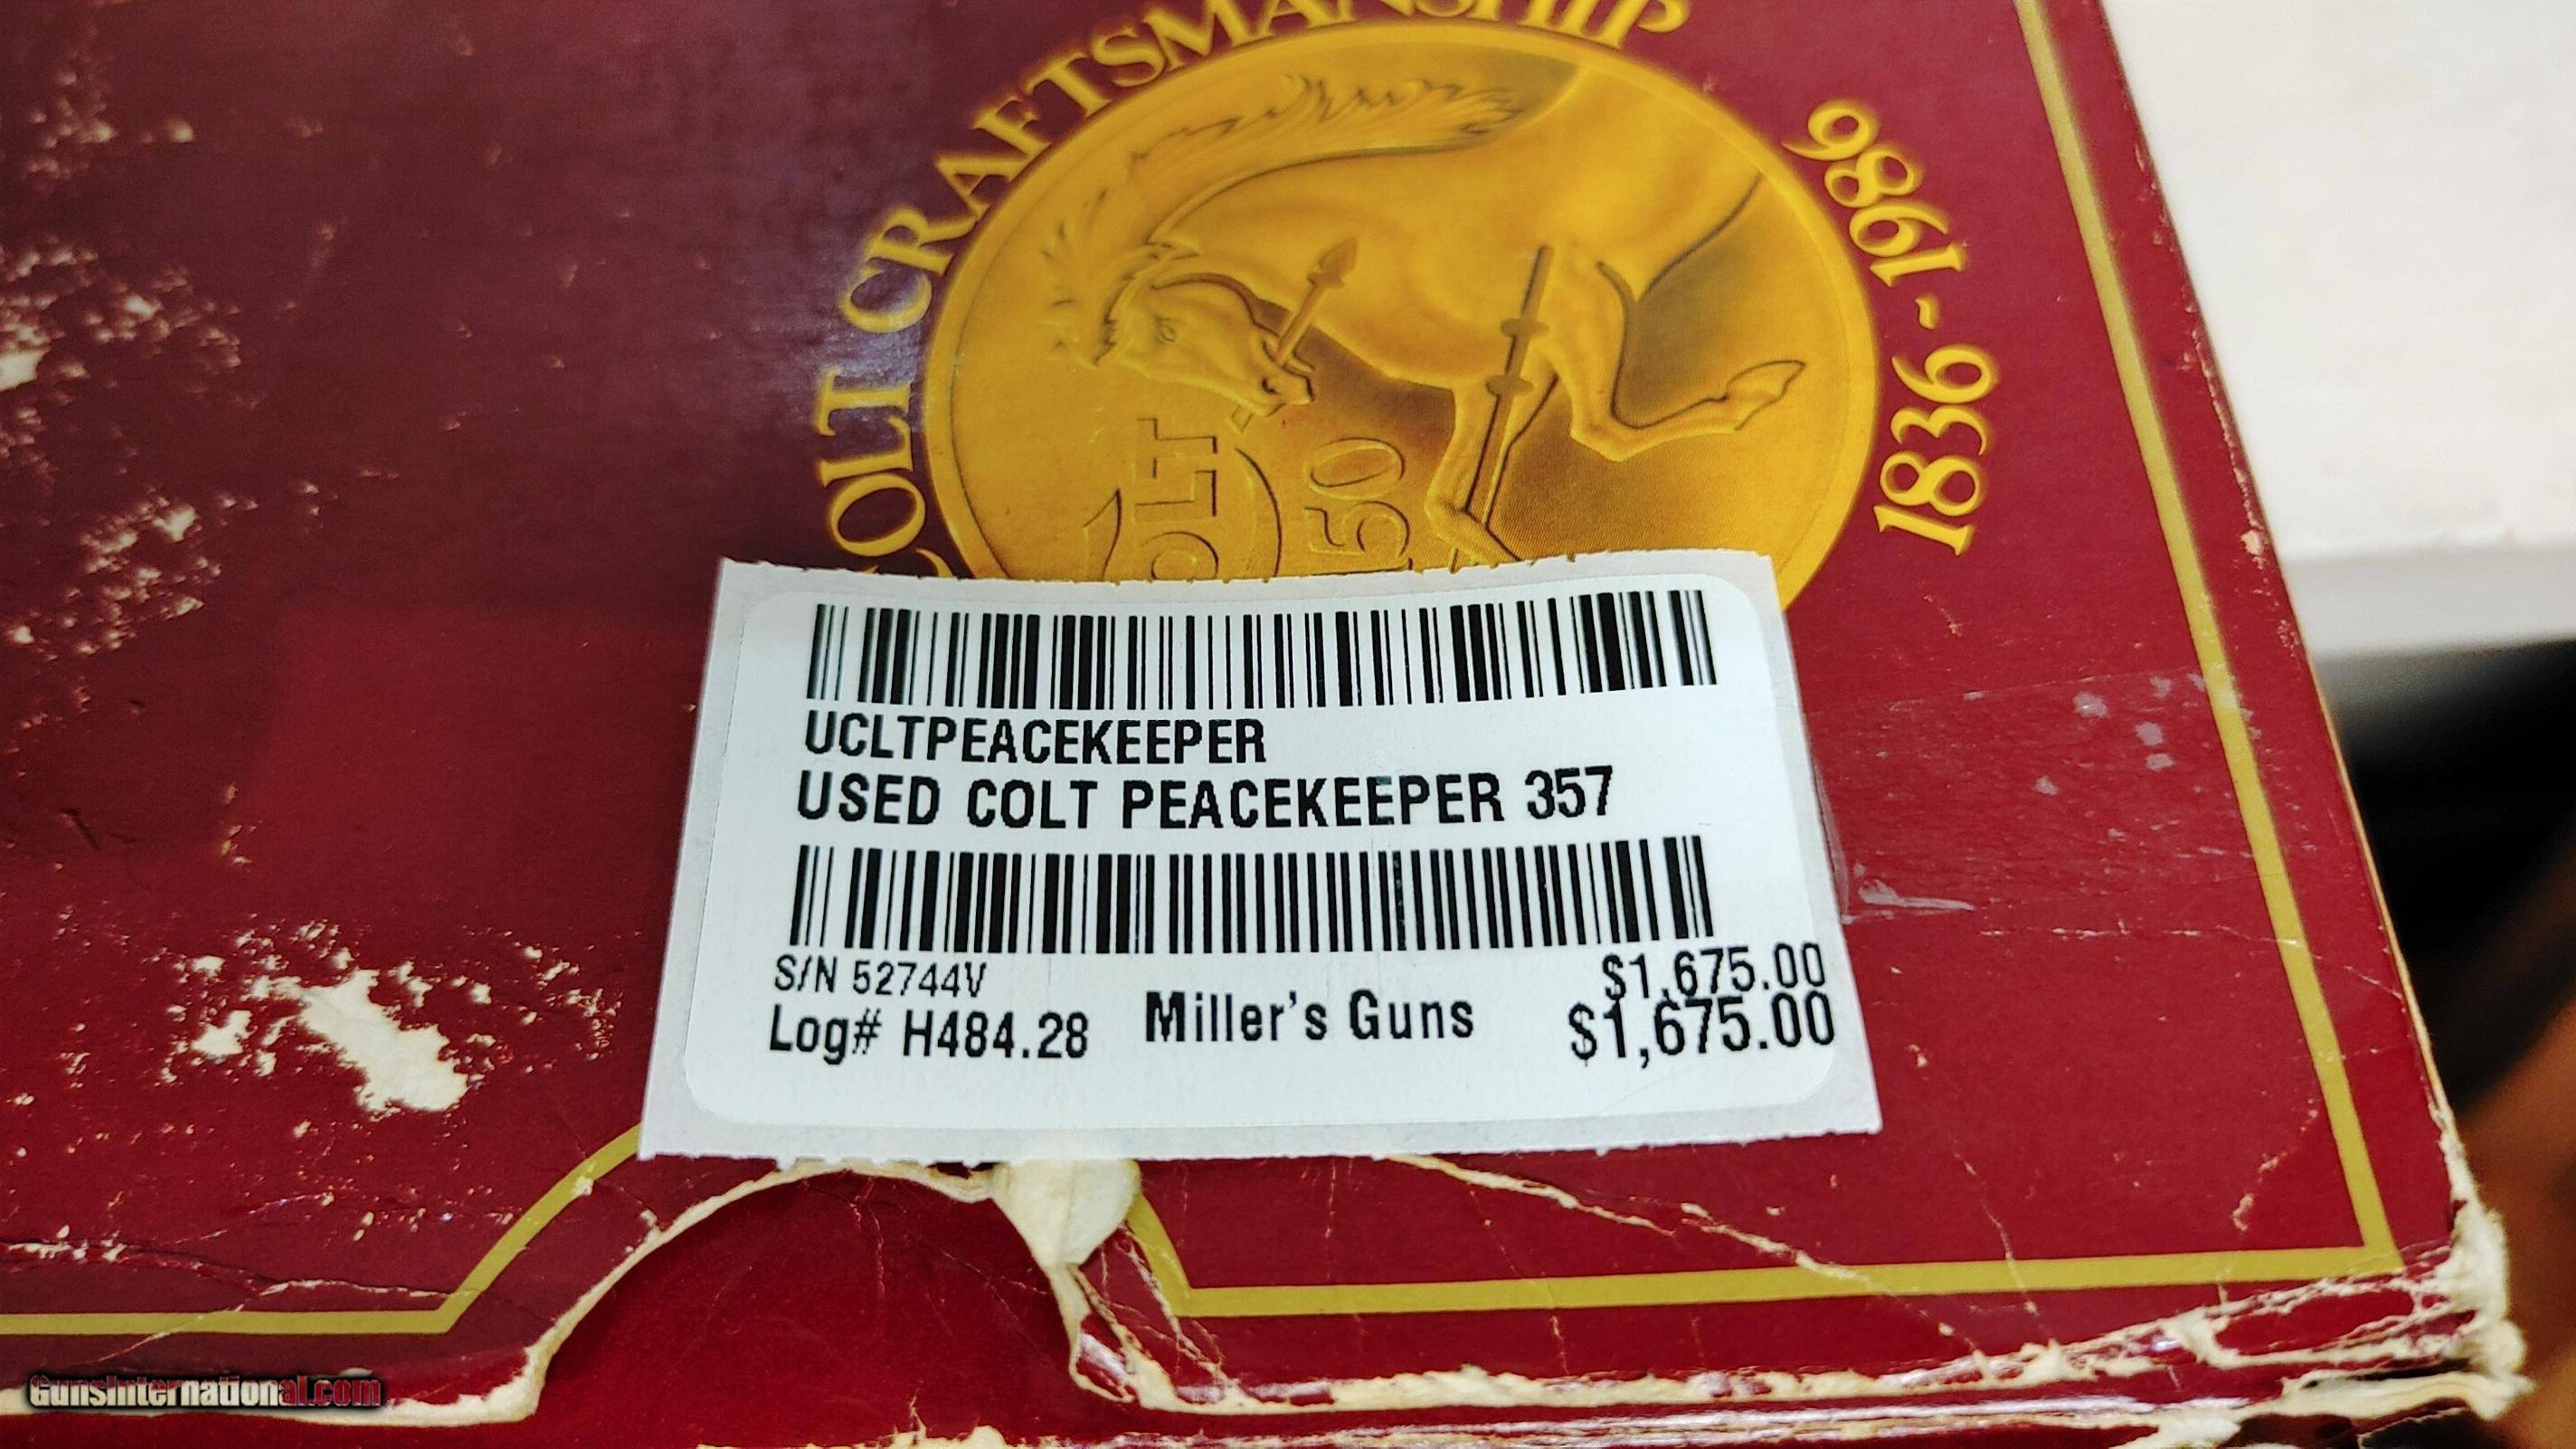 COLT CRAFTSMANSHIP
1836 - 1986
COLT
150
UCLTPEACEKEEPER
USED COLT PEACEKEEPER 357
S/N 52744V
$1,675.00
Log# H484.28
Miller's Guns
$1,675.00
GunsInternational.com